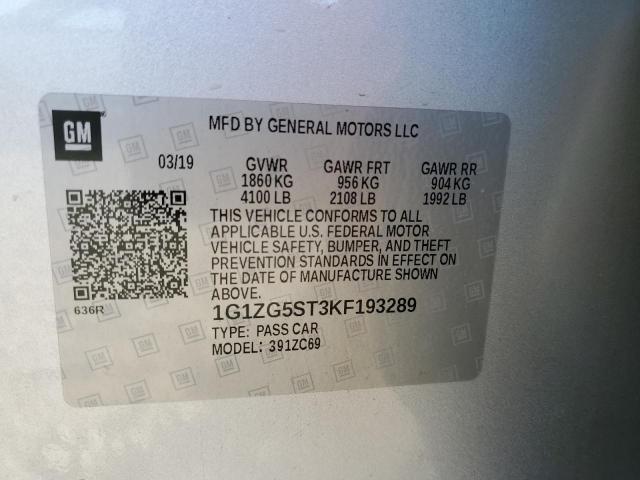 GM
MFD BY GENERAL MOTORS LLC
03/19 GVWR GAWR FRT GAWR RR
1860 KG 956 KG 904 KG
4100 LB 2108 LB 1992 LB
THIS VEHICLE CONFORMS TO ALL
APPLICABLE U.S. FEDERAL MOTOR
VEHICLE SAFETY, BUMPER, AND THEFT
PREVENTION STANDARDS IN EFFECT ON
THE DATE OF MANUFACTURE SHOWN
ABOVE.
636R
1G1ZG5ST3KF193289
TYPE: PASS CAR
MODEL: 391ZC69